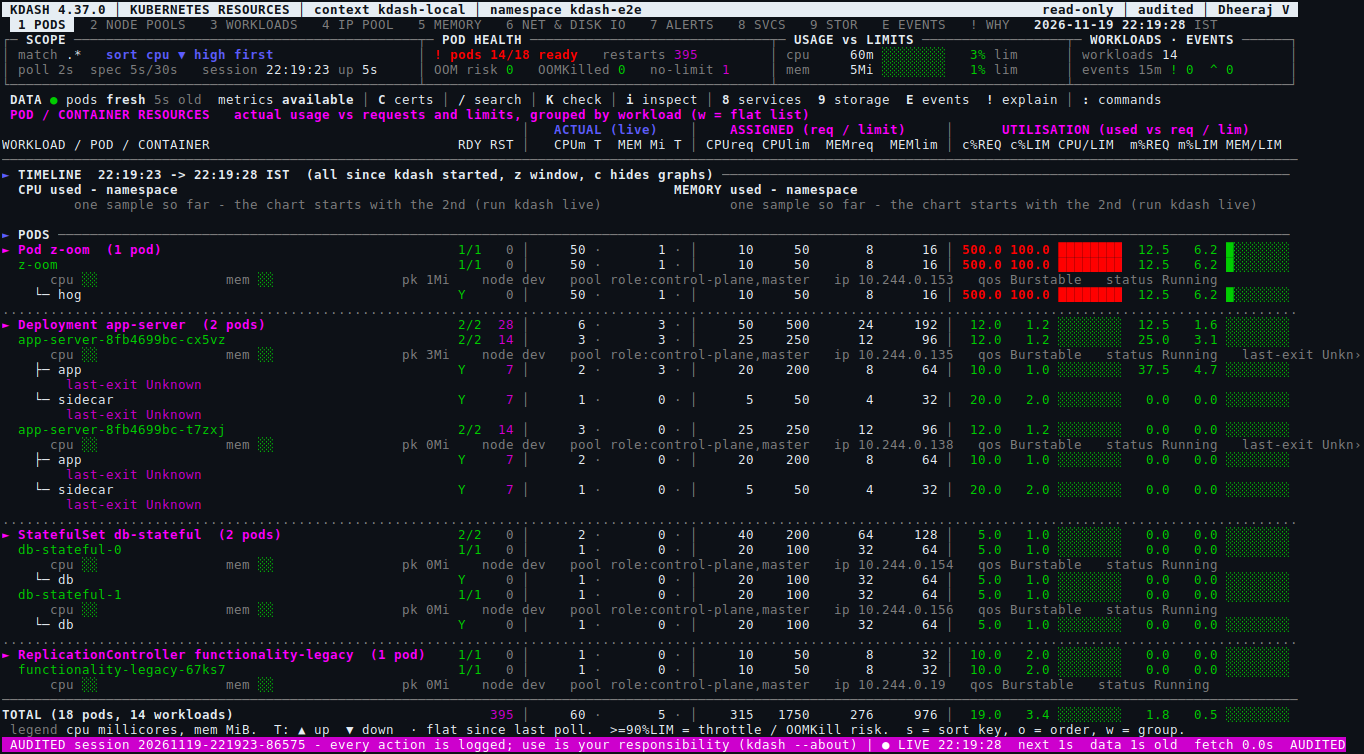 KDASH 4.37.0 │ KUBERNETES RESOURCES │ context kdash-local │ namespace kdash-e2e read-only │ audited │ Dheeraj V
1 PODS 2 NODE POOLS 3 WORKLOADS 4 IP POOL 5 MEMORY 6 NET & DISK IO 7 ALERTS 8 SVCS 9 STOR E EVENTS ! WHY 2026-11-19 22:19:28 IST
SCOPE POD HEALTH USAGE vs LIMITS WORKLOADS · EVENTS
match .* sort cpu ▼ high first ! pods 14/18 ready restarts 395 cpu 60m 3% lim workloads 14
poll 2s spec 5s/30s session 22:19:23 up 5s OOM risk 0 OOMKilled 0 no-limit 1 mem 5Mi 1% lim events 15m ! 0 ^ 0
DATA ● pods fresh 5s old metrics available │ C certs │ / search │ K check │ i inspect │ 8 services 9 storage E events ! explain │ : commands
POD / CONTAINER RESOURCES actual usage vs requests and limits, grouped by workload (w = flat list)
│ ACTUAL (live) │ ASSIGNED (req / limit) │ UTILISATION (used vs req / lim)
WORKLOAD / POD / CONTAINER RDY RST │ CPUm T MEM Mi T │ CPUreq CPUlim MEMreq MEMlim │ c%REQ c%LIM CPU/LIM m%REQ m%LIM MEM/LIM
► TIMELINE 22:19:23 -> 22:19:28 IST (all since kdash started, z window, c hides graphs)
CPU used - namespace MEMORY used - namespace
one sample so far - the chart starts with the 2nd (run kdash live) one sample so far - the chart starts with the 2nd (run kdash live)
► PODS
► Pod z-oom (1 pod) 1/1 0 │ 50 · 1 · │ 10 50 8 16 │ 500.0 100.0 12.5 6.2
z-oom 1/1 0 │ 50 · 1 · │ 10 50 8 16 │ 500.0 100.0 12.5 6.2
cpu mem pk 1Mi node dev pool role:control-plane,master ip 10.244.0.153 qos Burstable status Running
└─ hog Y 0 │ 50 · 1 · │ 10 50 8 16 │ 500.0 100.0 12.5 6.2
► Deployment app-server (2 pods) 2/2 28 │ 6 · 3 · │ 50 500 24 192 │ 12.0 1.2 12.5 1.6
app-server-8fb4699bc-cx5vz 2/2 14 │ 3 · 3 · │ 25 250 12 96 │ 12.0 1.2 25.0 3.1
cpu mem pk 3Mi node dev pool role:control-plane,master ip 10.244.0.135 qos Burstable status Running last-exit Unkn›
├─ app Y 7 │ 2 · 3 · │ 20 200 8 64 │ 10.0 1.0 37.5 4.7
last-exit Unknown
└─ sidecar Y 7 │ 1 · 0 · │ 5 50 4 32 │ 20.0 2.0 0.0 0.0
last-exit Unknown
app-server-8fb4699bc-t7zxj 2/2 14 │ 3 · 0 · │ 25 250 12 96 │ 12.0 1.2 0.0 0.0
cpu mem pk 0Mi node dev pool role:control-plane,master ip 10.244.0.138 qos Burstable status Running last-exit Unkn›
├─ app Y 7 │ 2 · 0 · │ 20 200 8 64 │ 10.0 1.0 0.0 0.0
last-exit Unknown
└─ sidecar Y 7 │ 1 · 0 · │ 5 50 4 32 │ 20.0 2.0 0.0 0.0
last-exit Unknown
► StatefulSet db-stateful (2 pods) 2/2 0 │ 2 · 0 · │ 40 200 64 128 │ 5.0 1.0 0.0 0.0
db-stateful-0 1/1 0 │ 1 · 0 · │ 20 100 32 64 │ 5.0 1.0 0.0 0.0
cpu mem pk 0Mi node dev pool role:control-plane,master ip 10.244.0.154 qos Burstable status Running
└─ db Y 0 │ 1 · 0 · │ 20 100 32 64 │ 5.0 1.0 0.0 0.0
db-stateful-1 1/1 0 │ 1 · 0 · │ 20 100 32 64 │ 5.0 1.0 0.0 0.0
cpu mem pk 0Mi node dev pool role:control-plane,master ip 10.244.0.156 qos Burstable status Running
└─ db Y 0 │ 1 · 0 · │ 20 100 32 64 │ 5.0 1.0 0.0 0.0
► ReplicationController functionality-legacy (1 pod) 1/1 0 │ 1 · 0 · │ 10 50 8 32 │ 10.0 2.0 0.0 0.0
functionality-legacy-67ks7 1/1 0 │ 1 · 0 · │ 10 50 8 32 │ 10.0 2.0 0.0 0.0
cpu mem pk 0Mi node dev pool role:control-plane,master ip 10.244.0.19 qos Burstable status Running
TOTAL (18 pods, 14 workloads) 395 │ 60 · 5 · │ 315 1750 276 976 │ 19.0 3.4 1.8 0.5
legend cpu millicores, mem MiB. T: ▲ up ▼ down · flat since last poll. >=90%LIM = throttle / OOMKill risk. s = sort key, o = order, w = group.
AUDITED session 20261119-221923-86575 - every action is logged; use is your responsibility (kdash --about) │ ● LIVE 22:19:28 next 1s data 1s old fetch 0.0s AUDITED